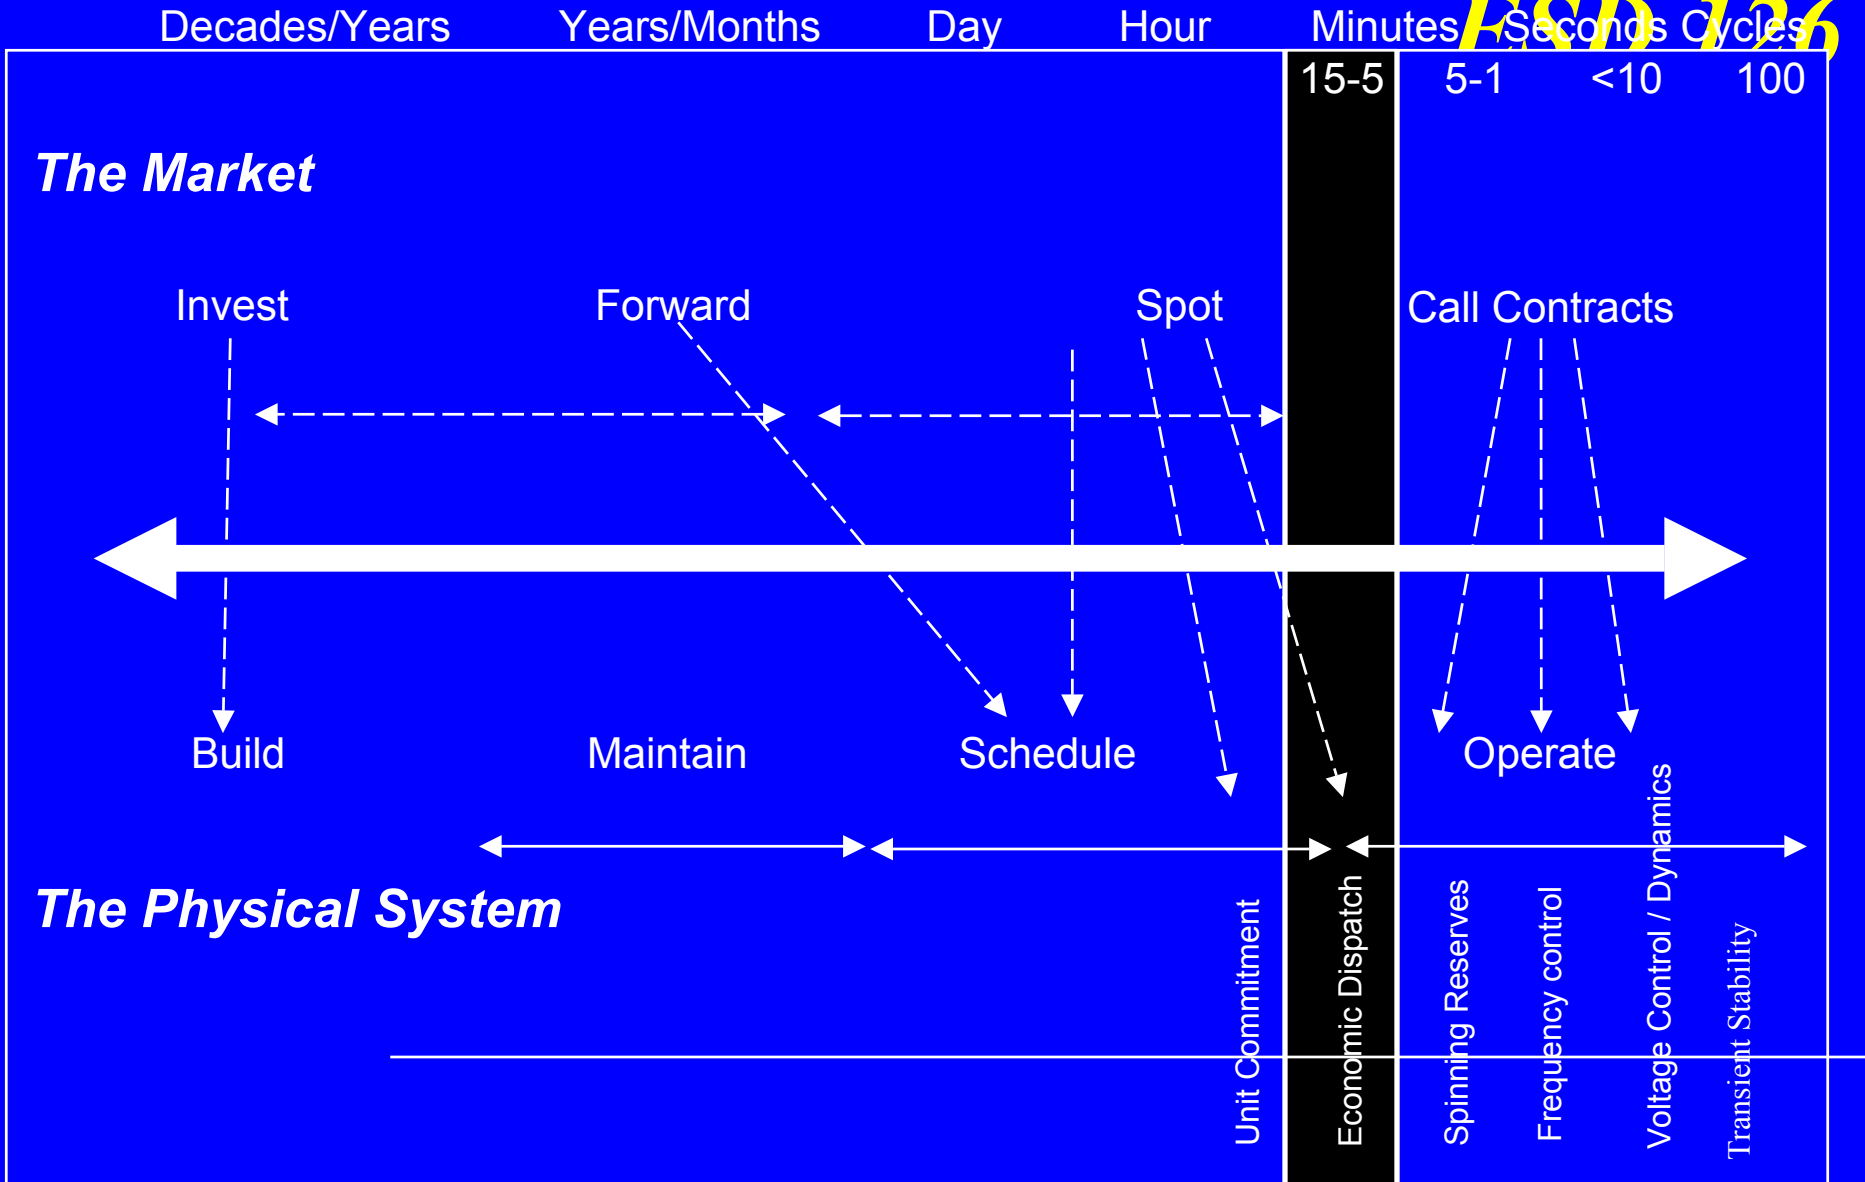 ESD 126
Decades/Years Years/Months Day Hour Minutes Seconds Cycles
15-5 5-1 <10 100
The Market
Invest Forward Spot Call Contracts
Build Maintain Schedule Operate
The Physical System
Unit Commitment
Economic Dispatch
Spinning Reserves
Frequency control
Voltage Control / Dynamics
Transient Stability